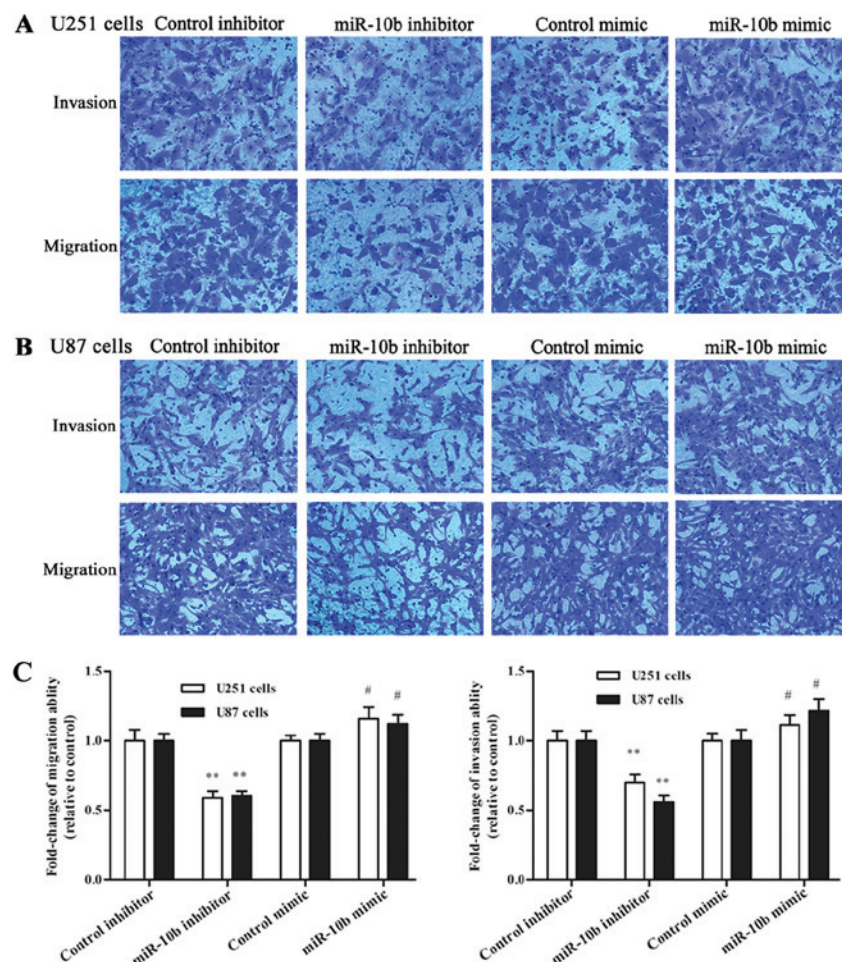 A U251 cells Control inhibitor miR-10b inhibitor Control mimic miR-10b mimic
Invasion
Migration
B U87 cells Control inhibitor miR-10b inhibitor Control mimic miR-10b mimic
Invasion
Migration
C
Fold-change of migration ablity
(relative to control)
1.5
1.0
0.5
0.0
U251 cells
U87 cells
** **
# #
Control inhibitor
miR-10b inhibitor
Control mimic
miR-10b mimic
Fold-change of invasion ablity
(relative to control)
1.5
1.0
0.5
0.0
U251 cells
U87 cells
**
**
#
#
Control inhibitor
miR-10b inhibitor
Control mimic
miR-10b mimic